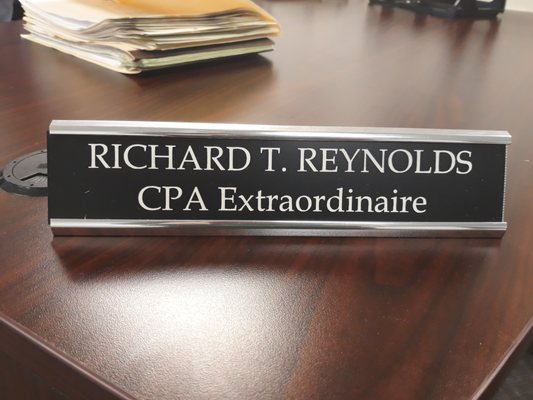 RICHARD T. REYNOLDS
CPA Extraordinaire